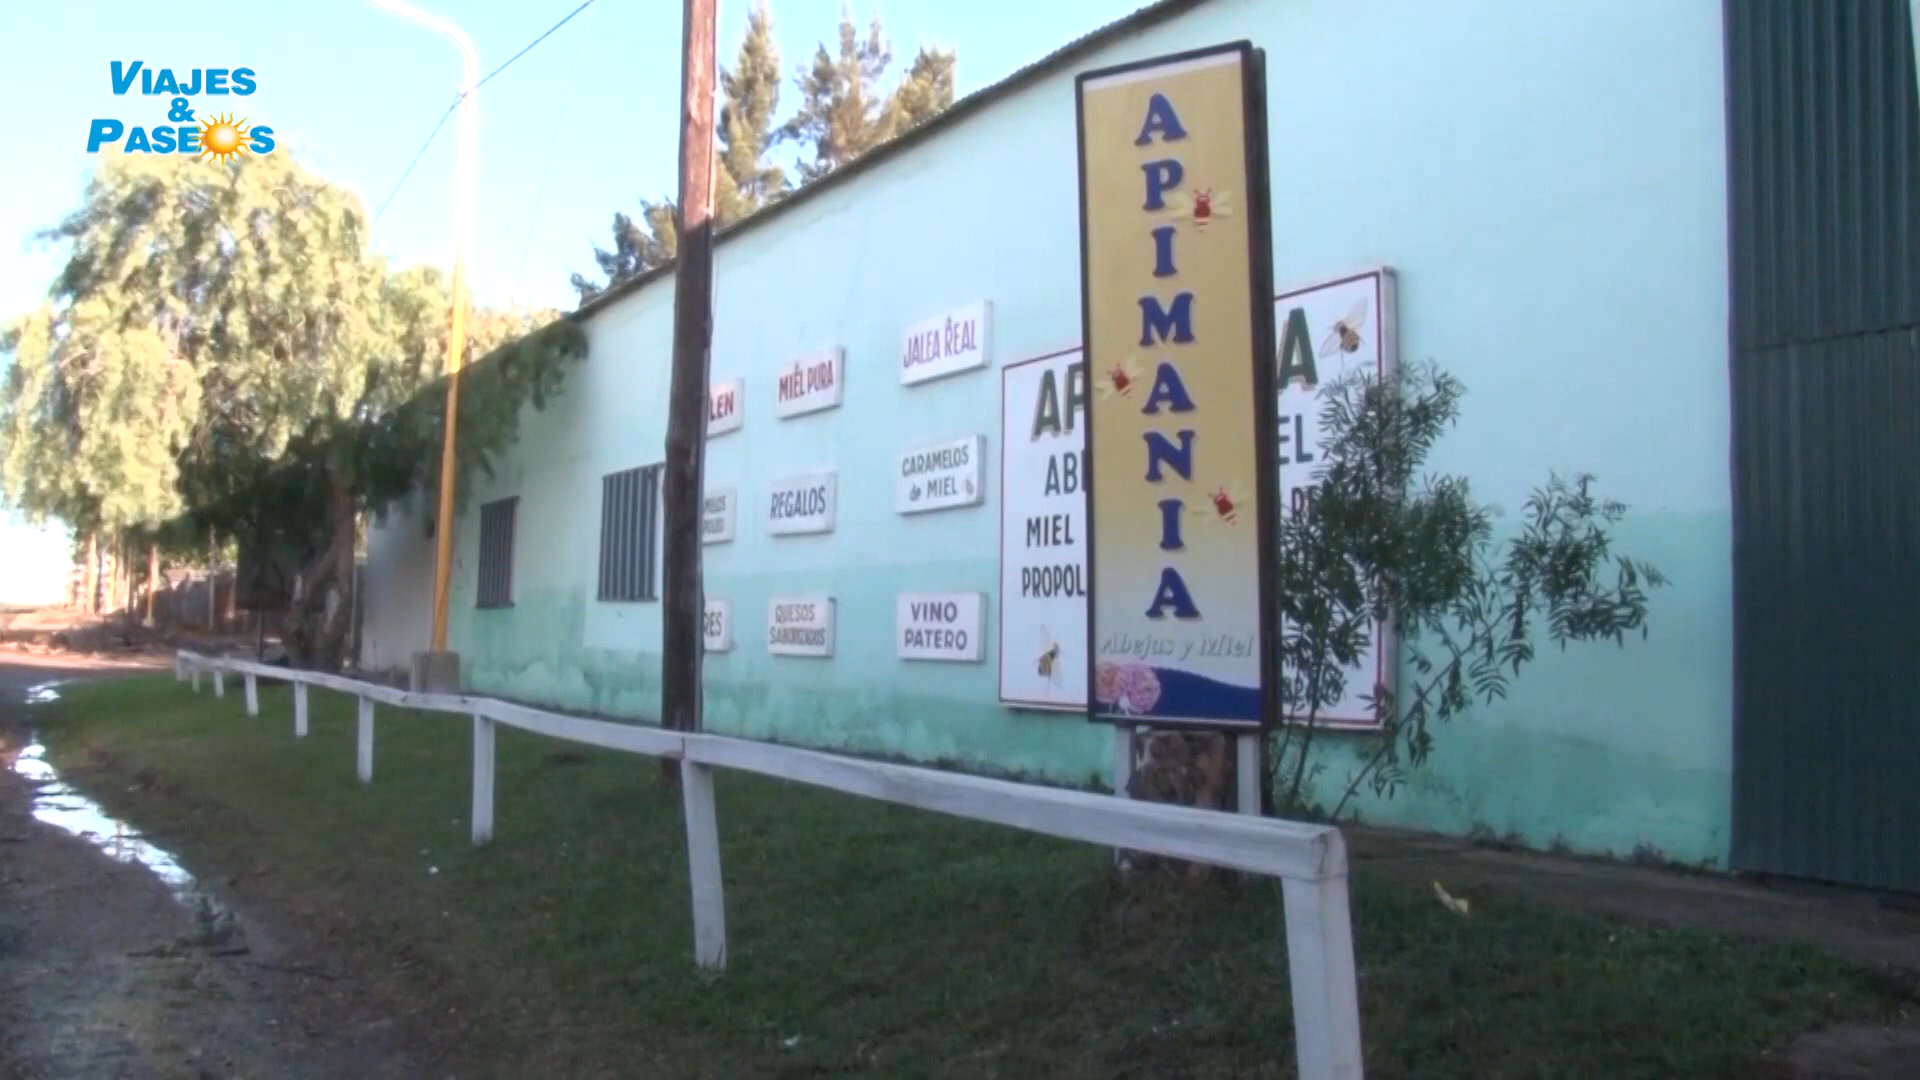 VIAJES
&
PASEOS
APIMANIA
Abejas y Miel
JALEA REAL
MIEL PURA
LEN
CARAMELOS
de MIEL
REGALOS
VINO
PATERO
QUESOS
SABORIZADOS
RES
AP
A
ABE
EL
MIEL
PROPOL